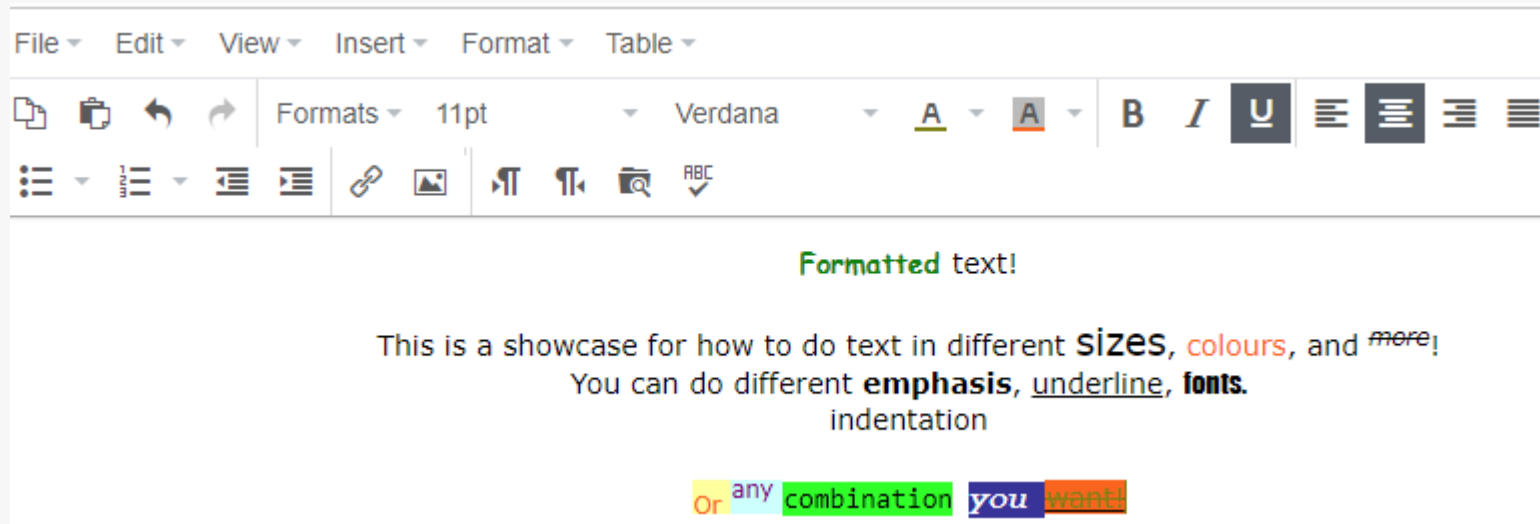 File Edit View Insert Format Table
Formats 11pt Verdana A A B I U
ABC
Formatted text!
This is a showcase for how to do text in different sizes, colours, and more!
You can do different emphasis, underline, fonts.
indentation
Or any combination you want!